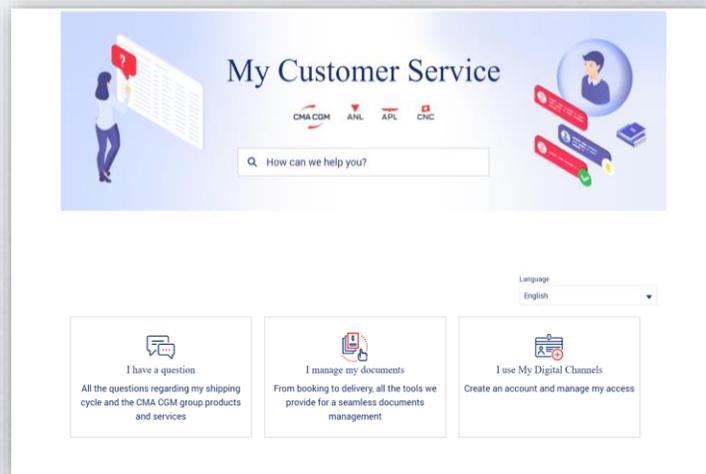 ?
My Customer Service
CMA CGM ANL APL CNC
How can we help you?
Language
English
I have a question
All the questions regarding my shipping
cycle and the CMA CGM group products
and services
I manage my documents
From booking to delivery, all the tools we
provide for a seamless documents
management
I use My Digital Channels
Create an account and manage my access